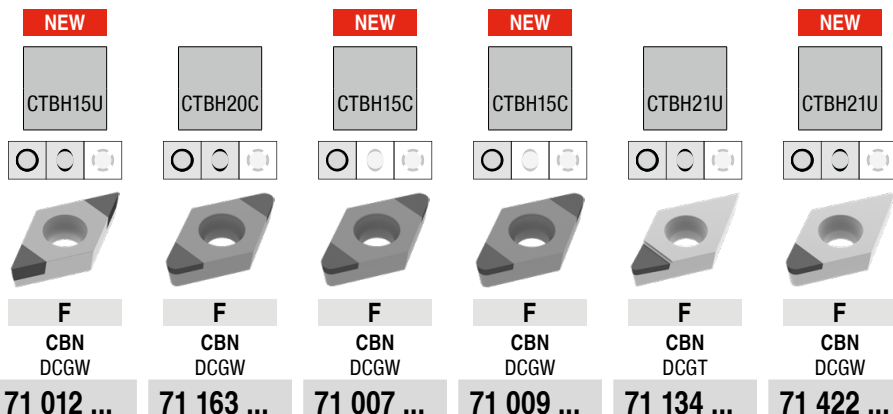 NEW NEW NEW NEW
CTBH15U CTBH20C CTBH15C CTBH15C CTBH21U CTBH21U
F F F F F F
CBN CBN CBN CBN CBN CBN
DCGW DCGW DCGW DCGW DCGT DCGW
71 012 ... 71 163 ... 71 007 ... 71 009 ... 71 134 ... 71 422 ...